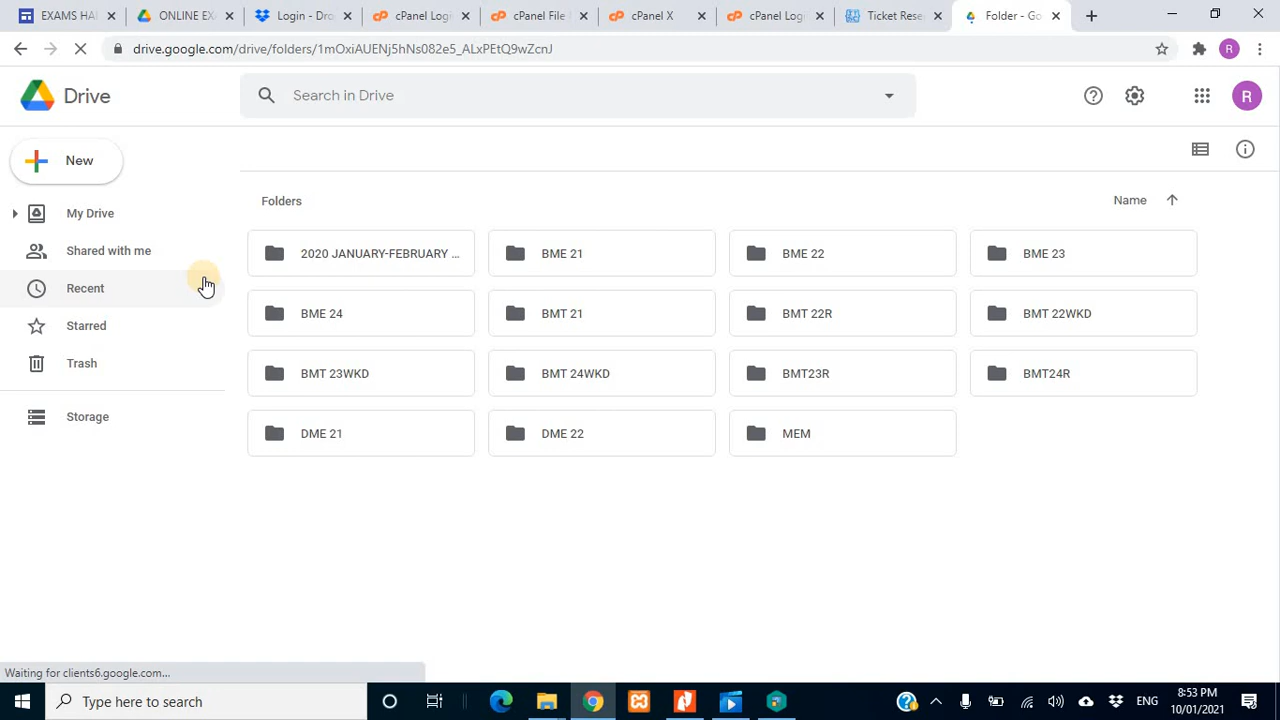 EXAMS HA
ONLINE EX
Login - Dro
cPanel Log
cPanel File
cPanel X
cPanel Log
Ticket Rese
Folder - Go
drive.google.com/drive/folders/1mOxiAUENj5hNs082e5_ALxPEtQ9wZcnJ
R
Drive
Search in Drive
R
New
My Drive
Shared with me
Recent
Starred
Trash
Storage
Folders
Name
2020 JANUARY-FEBRUARY ...
BME 21
BME 22
BME 23
BME 24
BMT 21
BMT 22R
BMT 22WKD
BMT 23WKD
BMT 24WKD
BMT23R
BMT24R
DME 21
DME 22
MEM
Waiting for clients6.google.com...
Type here to search
ENG
8:53 PM
10/01/2021